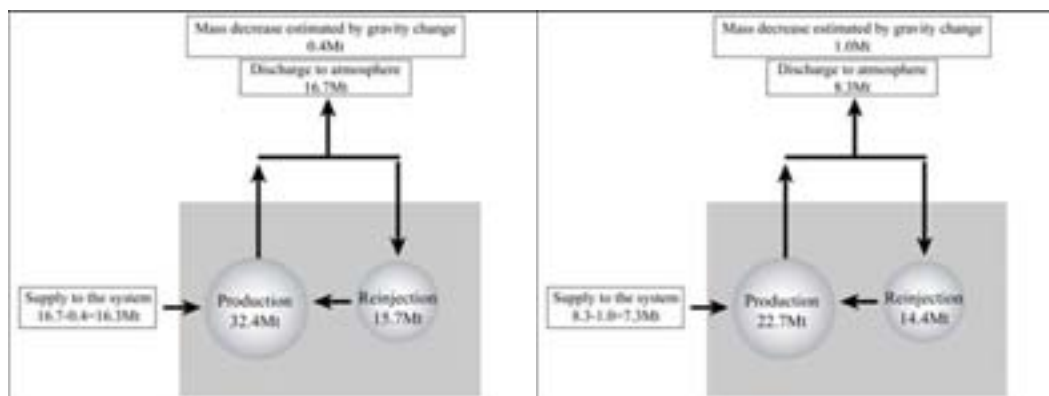 Mass decrease estimated by gravity change
0.4Mt
Discharge to atmosphere
16.7Mt
Supply to the system
16.7-0.4=16.3Mt
Production
32.4Mt
Reinjection
15.7Mt
Mass decrease estimated by gravity change
1.0Mt
Discharge to atmosphere
8.3Mt
Supply to the system
8.3-1.0=7.3Mt
Production
22.7Mt
Reinjection
14.4Mt